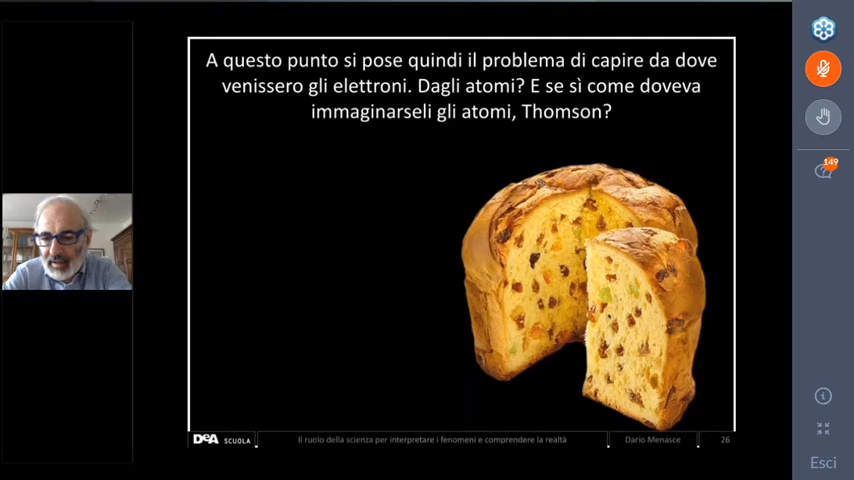 A questo punto si pose quindi il problema di capire da dove
venissero gli elettroni. Dagli atomi? E se sì come doveva
immaginarseli gli atomi, Thomson?
149
DeA SCUOLA
Il ruolo della scienza per interpretare i fenomeni e comprendere la realtà
Dario Menasce
26
Esci